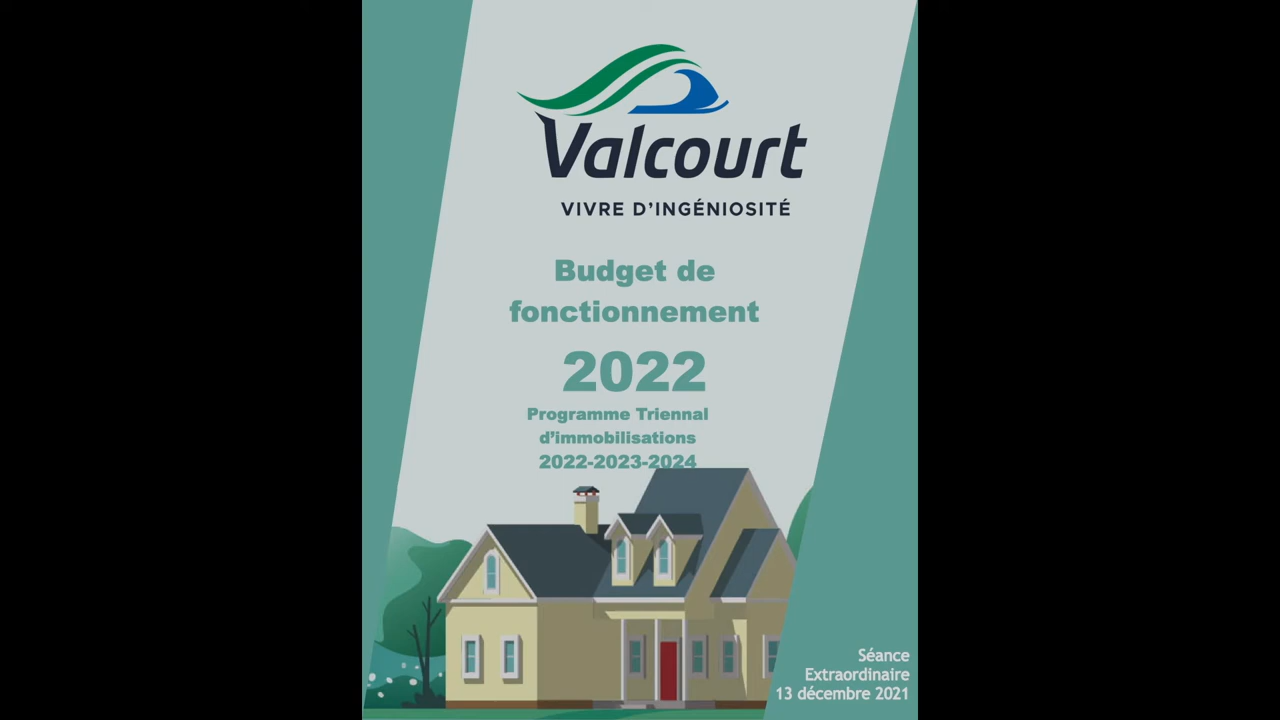 Valcourt
VIVRE D'INGÉNIOSITÉ
Budget de
fonctionnement
2022
Programme Triennal
d'immobilisations
2022-2023-2024
Séance
Extraordinaire
13 décembre 2021